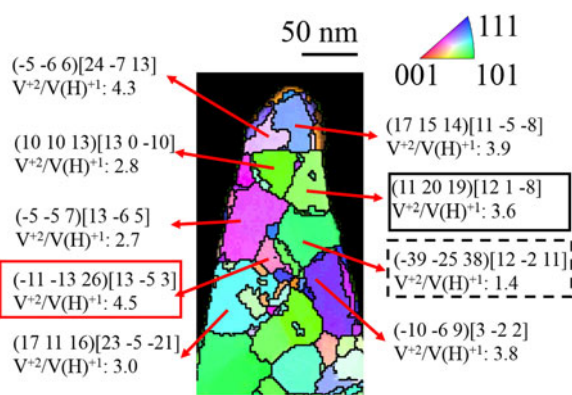 50 nm
111
001
101
(-5 -6 6)[24 -7 13]
V+2/V(H)+1: 4.3
(10 10 13)[13 0 -10]
V+2/V(H)+1: 2.8
(-5 -5 7)[13 -6 5]
V+2/V(H)+1: 2.7
(-11 -13 26)[13 -5 3]
V+2/V(H)+1: 4.5
(17 11 16)[23 -5 -21]
V+2/V(H)+1: 3.0
(17 15 14)[11 -5 -8]
V+2/V(H)+1: 3.9
(11 20 19)[12 1 -8]
V+2/V(H)+1: 3.6
(-39 -25 38)[12 -2 11]
V+2/V(H)+1: 1.4
(-10 -6 9)[3 -2 2]
V+2/V(H)+1: 3.8